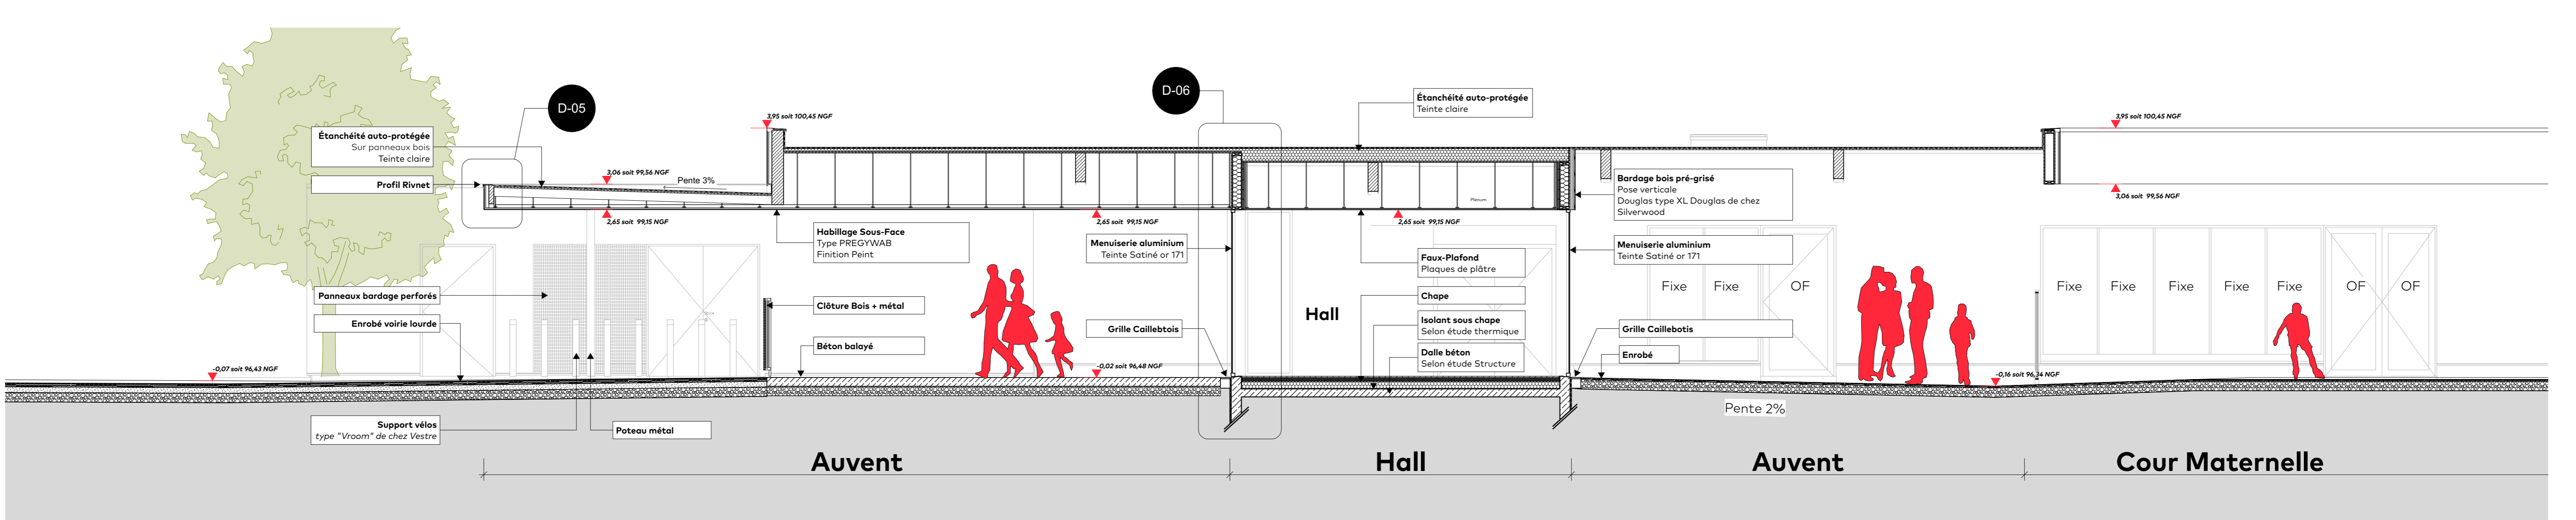 D-05
D-06
Étanchéité auto-protégée
Sur panneaux bois
Teinte claire
Profil Rivnet
3,06 soit 99,56 NGF
Pente 3%
3,95 soit 100,45 NGF
2,65 soit 99,15 NGF
Habillage Sous-Face
Type PREGYWAB
Finition Peint
2,65 soit 99,15 NGF
Menuiserie aluminium
Teinte Satiné or 171
Étanchéité auto-protégée
Teinte claire
Plénum
2,65 soit 99,15 NGF
Faux-Plafond
Plaques de plâtre
Chape
Isolant sous chape
Selon étude thermique
Dalle béton
Selon étude Structure
Hall
Bardage bois pré-grisé
Pose verticale
Douglas type XL Douglas de chez
Silverwood
Menuiserie aluminium
Teinte Satiné or 171
Fixe
Fixe
OF
Grille Caillebotis
Enrobé
3,95 soit 100,45 NGF
3,06 soit 99,56 NGF
Fixe
Fixe
Fixe
Fixe
Fixe
OF
OF
Panneaux bardage perforés
Enrobé voirie lourde
Clôture Bois + métal
Béton balayé
Grille Caillebtois
-0,07 soit 96,43 NGF
-0,02 soit 96,48 NGF
-0,16 soit 96,34 NGF
Pente 2%
Support vélos
type "Vroom" de chez Vestre
Poteau métal
Auvent
Hall
Auvent
Cour Maternelle